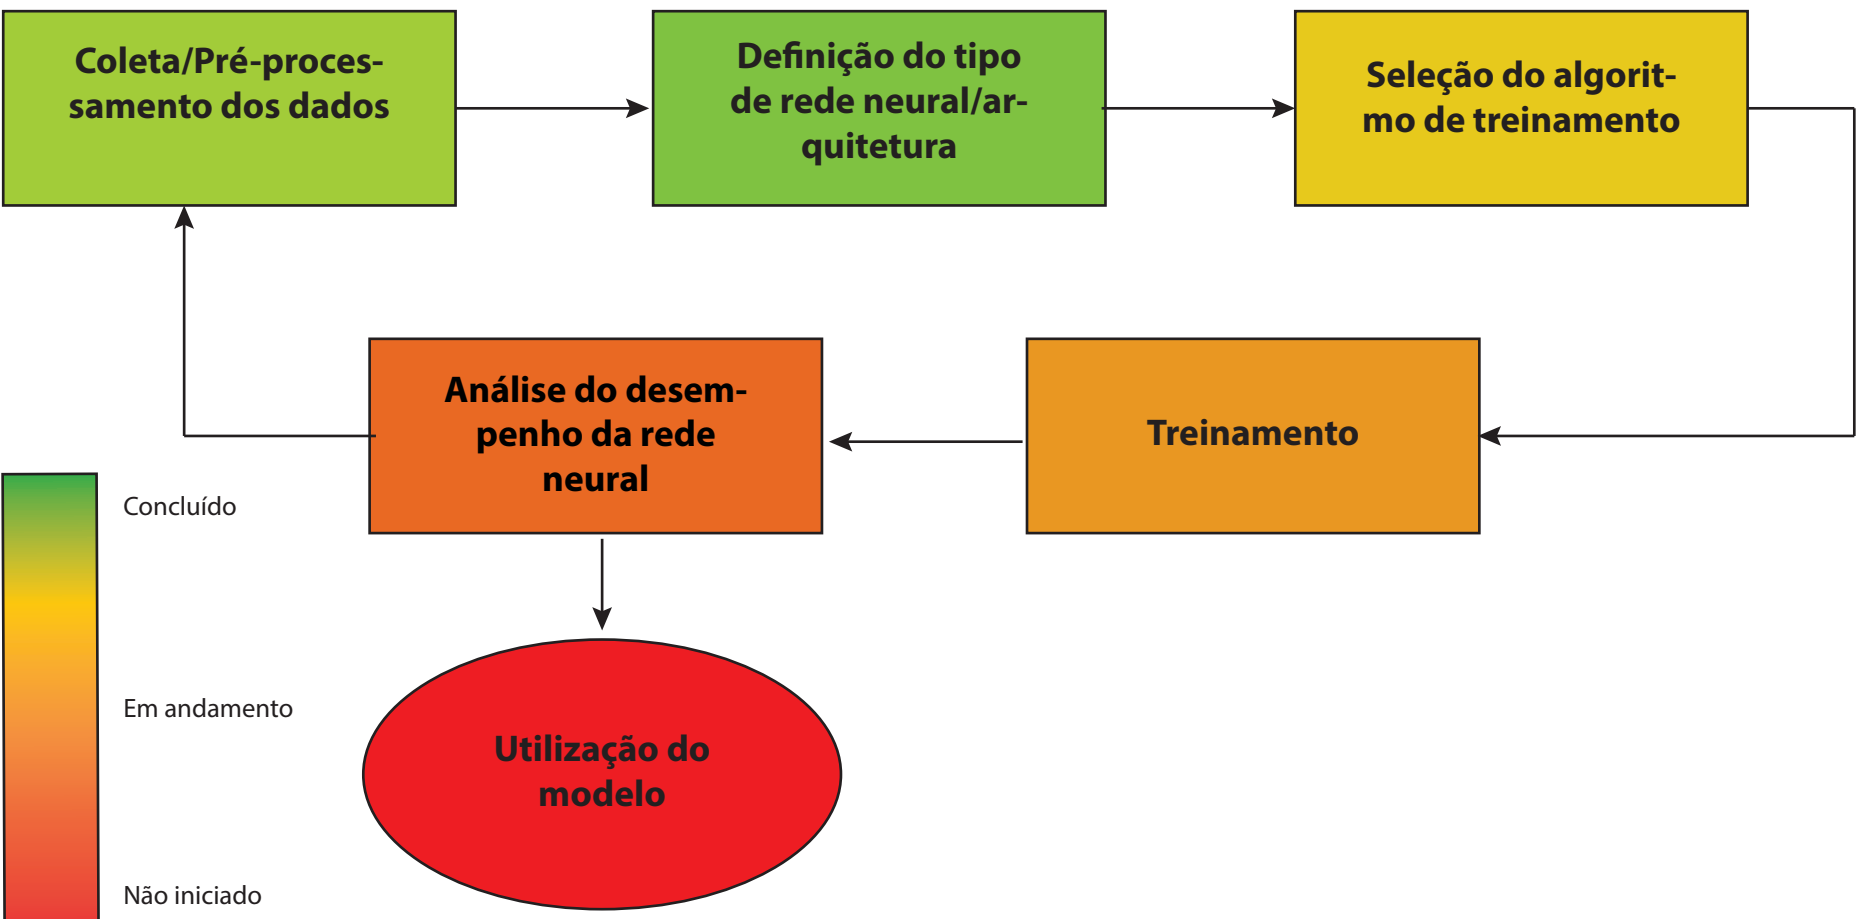 Coleta/Pré-proces-
samento dos dados
Definição do tipo
de rede neural/ar-
quitetura
Seleção do algorit-
mo de treinamento
Treinamento
Análise do desem-
penho da rede
neural
Utilização do
modelo
Concluído
Em andamento
Não iniciado